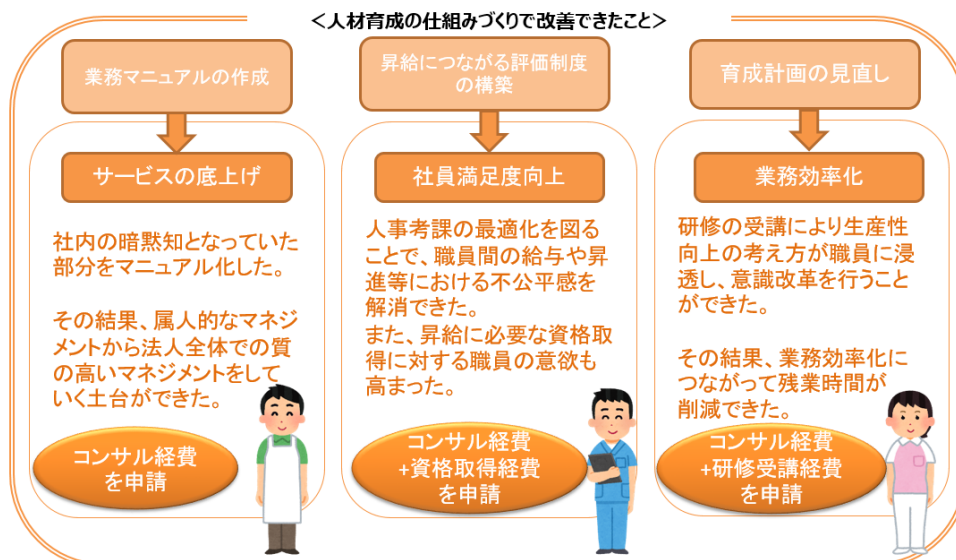 ＜人材育成の仕組みづくりで改善できたこと＞
業務マニュアルの作成
サービスの底上げ
社内の暗黙知となっていた
部分をマニュアル化した。
その結果、属人的なマネジ
メントから法人全体での質
の高いマネジメントをして
いく土台ができた。
コンサル経費
を申請
昇給につながる評価制度
の構築
社員満足度向上
人事考課の最適化を図る
ことで、職員間の給与や昇
進等における不公平感を
解消できた。
また、昇給に必要な資格取
得に対する職員の意欲も
高まった。
コンサル経費
+資格取得経費
を申請
育成計画の見直し
業務効率化
研修の受講により生産性
向上の考え方が職員に浸
透し、意識改革を行うこと
ができた。
その結果、業務効率化に
つながって残業時間が
削減できた。
コンサル経費
+研修受講経費
を申請